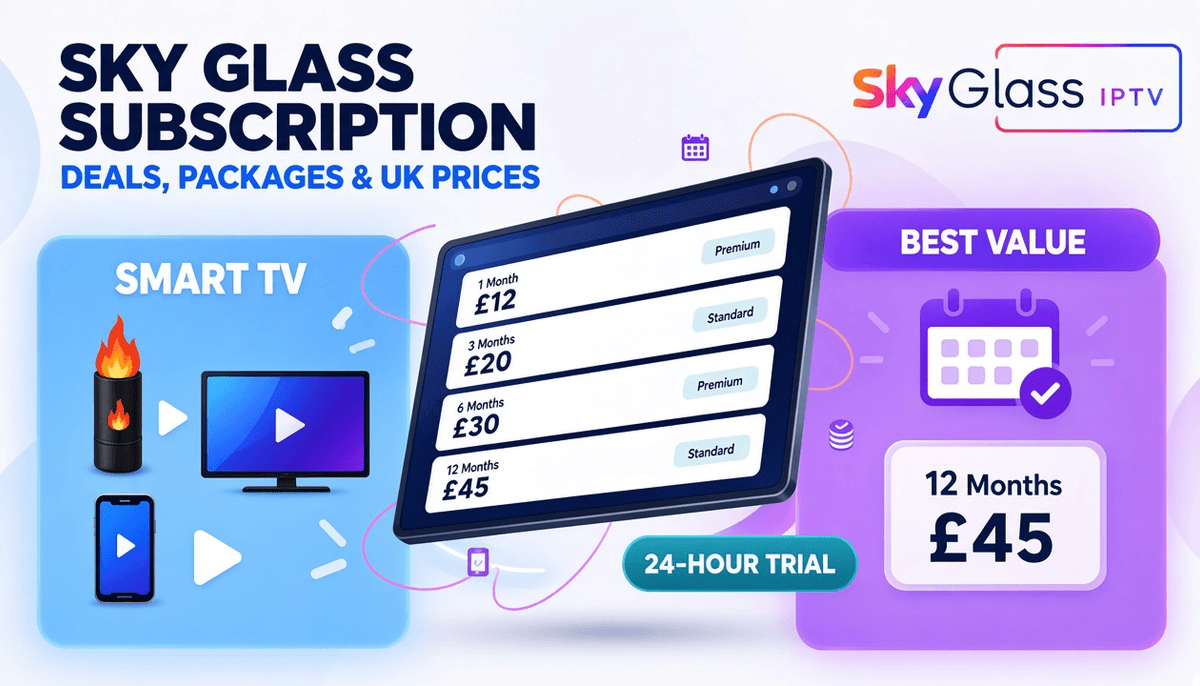 SKY GLASS
SUBSCRIPTION
DEALS, PACKAGES & UK PRICES
sky Glass IPTV
SMART TV
1 Month
£12
Premium
3 Months
£20
Standard
6 Months
£30
Premium
12 Months
£45
Standard
24-HOUR TRIAL
BEST VALUE
12 Months
£45